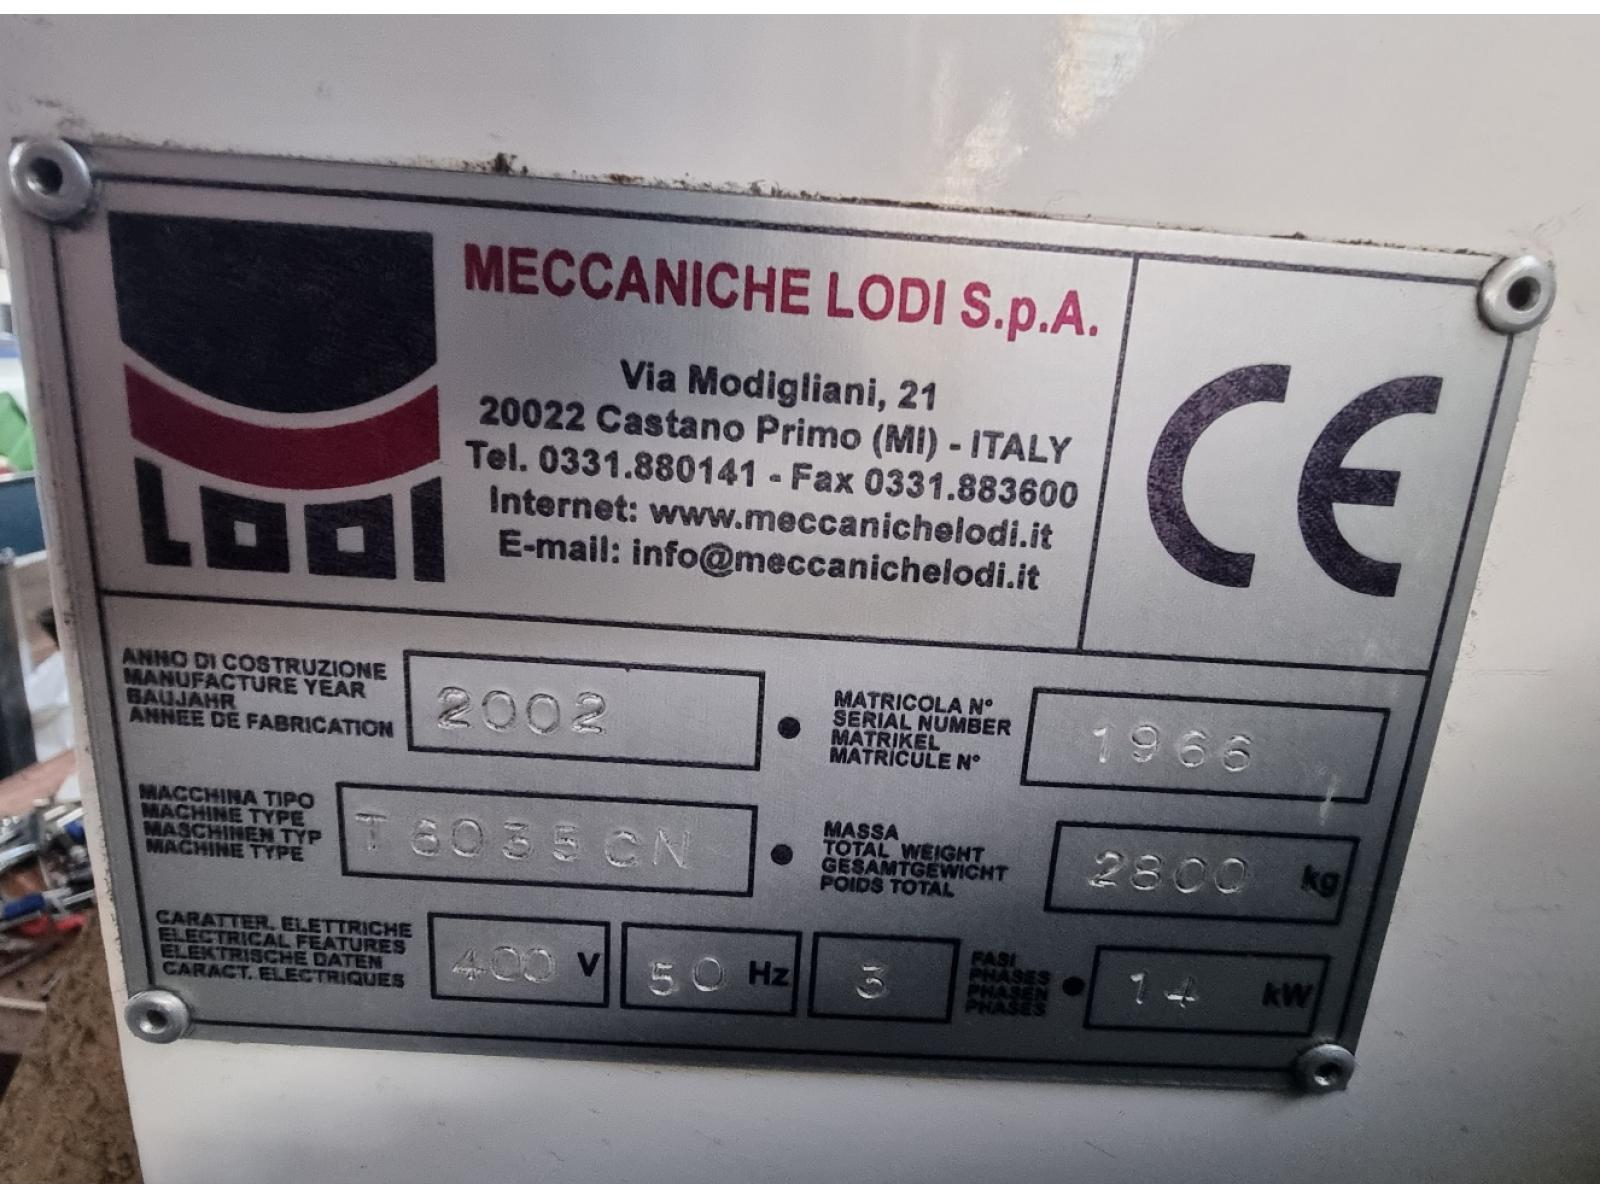 LODI
MECCANICHE LODI S.p.A.
Via Modigliani, 21
20022 Castano Primo (MI) - ITALY
Tel. 0331.880141 - Fax 0331.883600
Internet: www.meccanichelodi.it
E-mail: info@meccanichelodi.it
CE
ANNO DI COSTRUZIONE
MANUFACTURE YEAR
BAUJAHR
ANNEE DE FABRICATION
2002
MATRICOLA N°
SERIAL NUMBER
MATRIKEL
MATRICULE N°
1966
MACCHINA TIPO
MACHINE TYPE
MASCHINEN TYP
MACHINE TYPE
T6035CN
MASSA
TOTAL WEIGHT
GESAMTGEWICHT
POIDS TOTAL
2800 kg
CARATTER. ELETTRICHE
ELECTRICAL FEATURES
ELEKTRISCHE DATEN
CARACT. ELECTRIQUES
400 V
50 Hz
3
FASI
PHASES
PHASEN
PHASES
14 kW